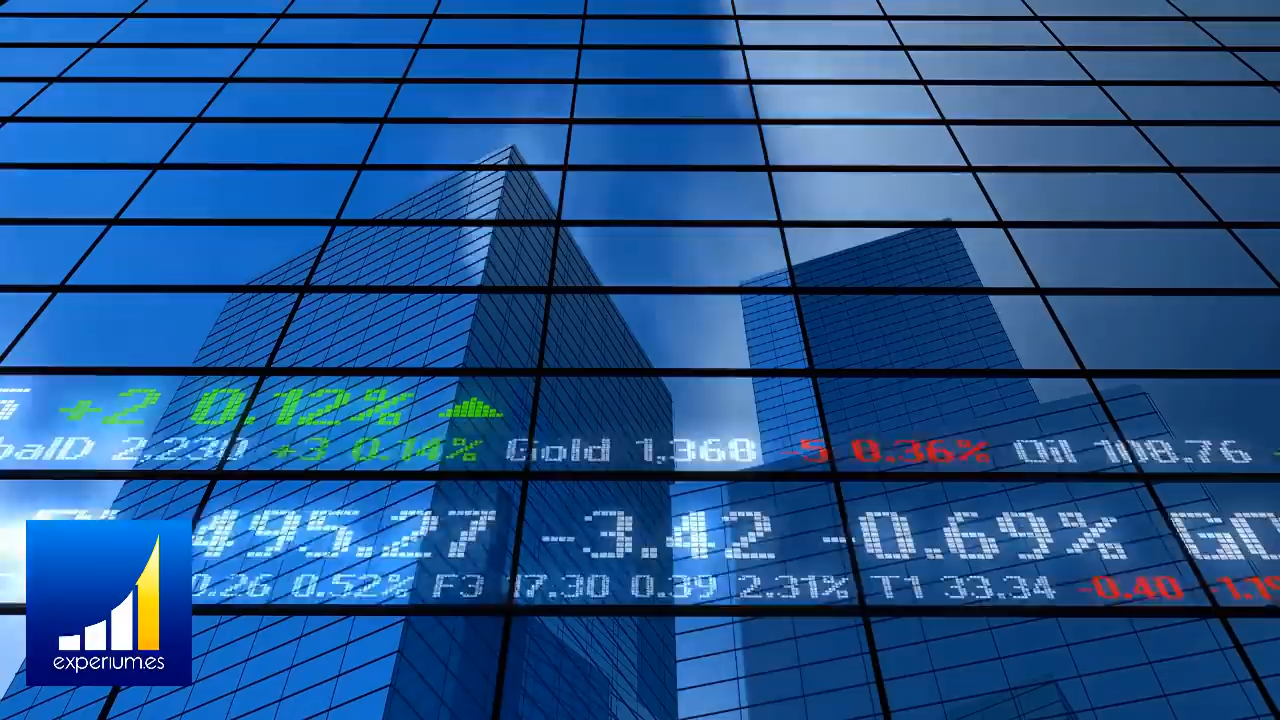 +2 0.12%
2,230 +3 0.14% Gold 1,368 -5 0.36% Oil 108.76
495.27 -3.42 -0.69%
0.26 0.52% F3 17.30 0.39 2.31% T1 33.34 -0.40
experium.es